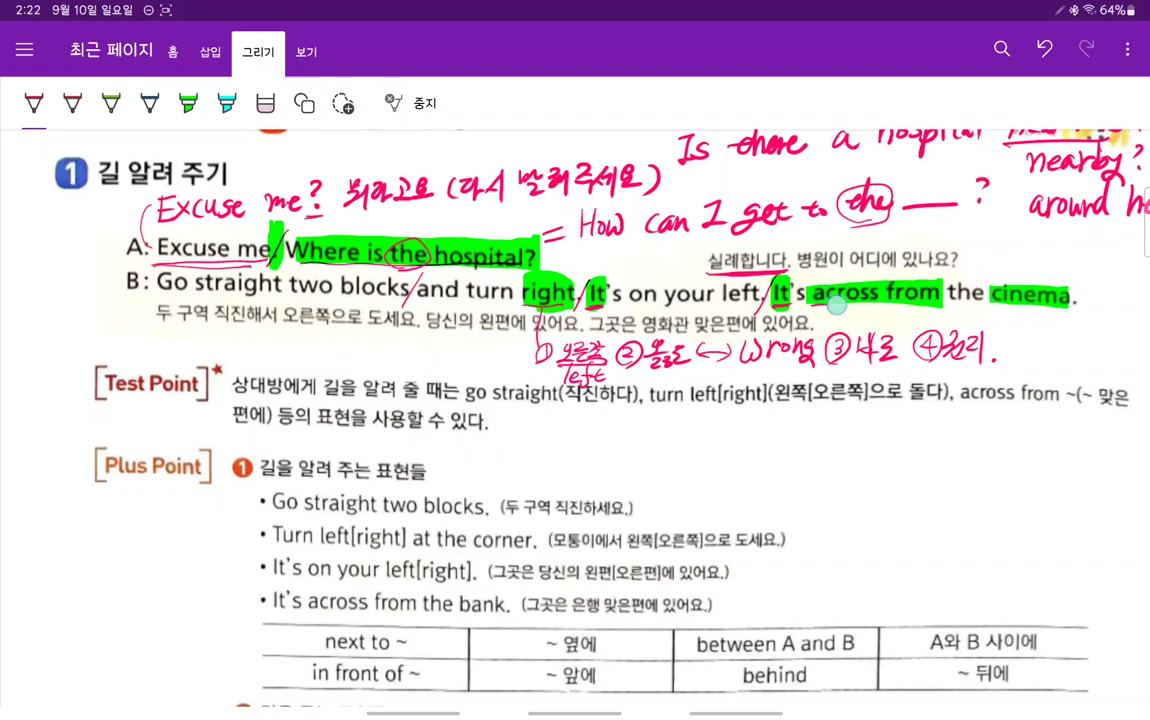 2:22 9월 10일 일요일 64%
최근 페이지 홈 삽입 그리기 보기
중지
Is there a hospital
nearby?
1 길 알려 주기
Excuse me? 뭐라고요 (다시 말해주세요)
= How can I get to the ___ ?
around
A: Excuse me. Where is the hospital?
실례합니다. 병원이 어디에 있나요?
B: Go straight two blocks and turn right. It's on your left. It's across from the cinema.
두 구역 직진해서 오른쪽으로 도세요. 당신의 왼편에 있어요. 그곳은 영화관 맞은편에 있어요.
① 오른쪽 ② 옳은 ↔ wrong ③ 바로 ④ 권리.
left
[Test Point]★ 상대방에게 길을 알려 줄 때는 go straight(직진하다), turn left[right](왼쪽[오른쪽]으로 돌다), across from ~(~ 맞은
편에) 등의 표현을 사용할 수 있다.
[Plus Point] 1 길을 알려 주는 표현들
• Go straight two blocks. (두 구역 직진하세요.)
• Turn left[right] at the corner. (모퉁이에서 왼쪽[오른쪽]으로 도세요.)
• It's on your left[right]. (그곳은 당신의 왼편[오른편]에 있어요.)
• It's across from the bank. (그곳은 은행 맞은편에 있어요.)
next to ~ ~ 옆에 between A and B A와 B 사이에
in front of ~ ~ 앞에 behind ~ 뒤에